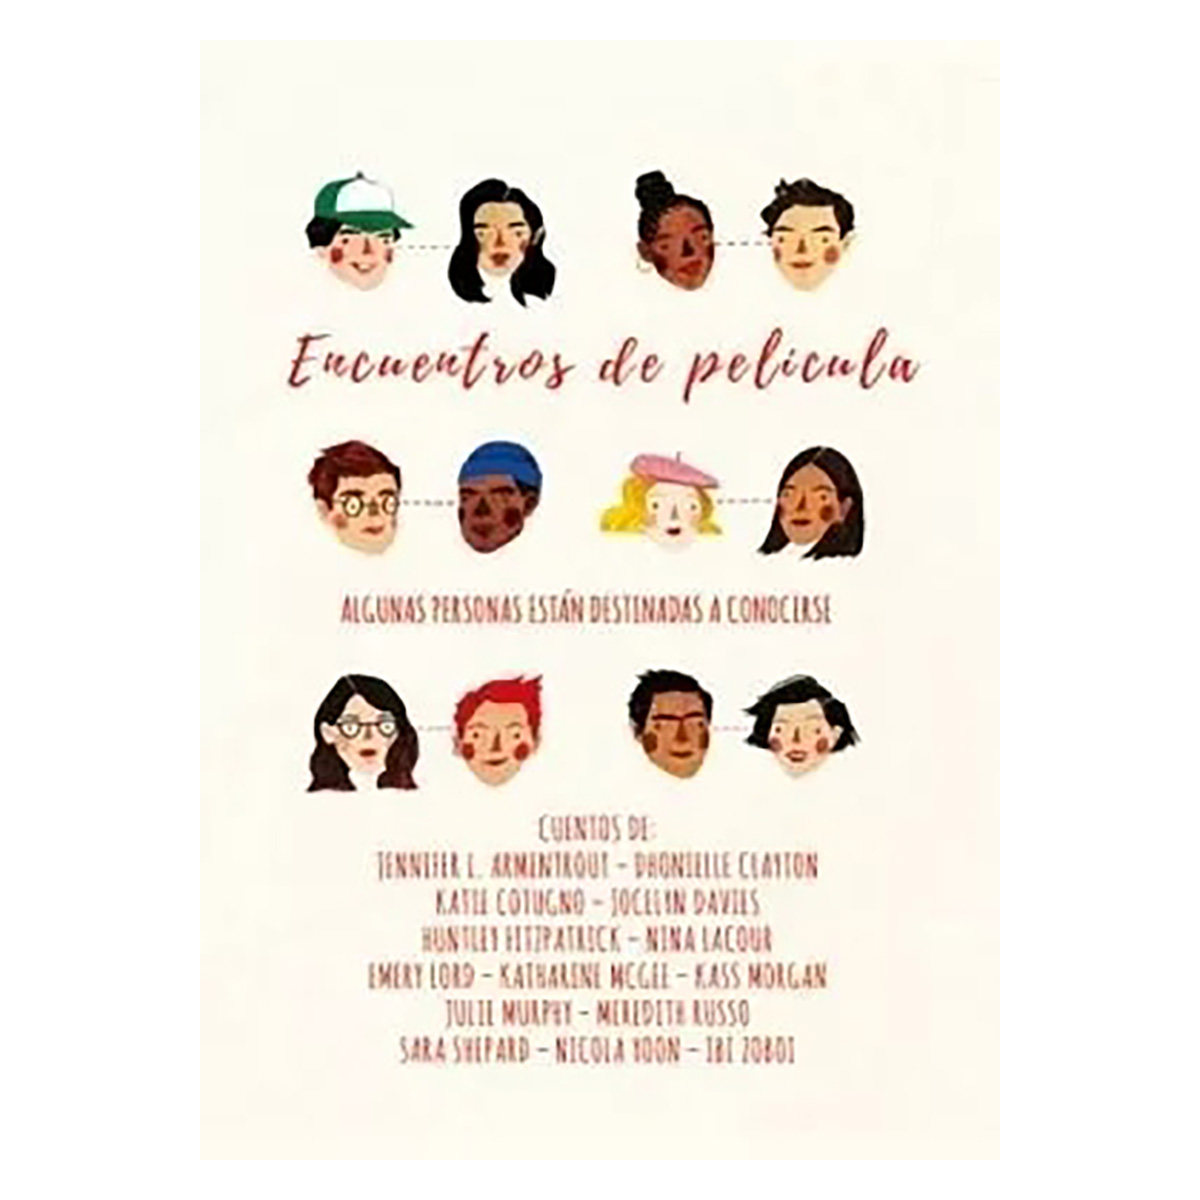 Encuentros de película
ALGUNAS PERSONAS ESTÁN DESTINADAS A CONOCERSE
CUENTOS DE:
JENNIFER L. ARMENTROUT – DHONIELLE CLAYTON
KATIE COTUGNO – JOCELYN DAVIES
HUNTLEY FITZPATRICK – NINA LACOUR
EMERY LORD – KATHARINE MCGEE – KASS MORGAN
JULIE MURPHY – MEREDITH RUSSO
SARA SHEPARD – NICOLA YOON – IBI ZOBOI